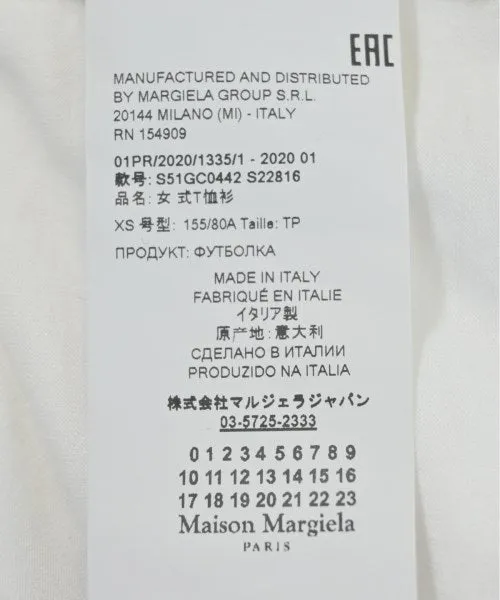 EAC
MANUFACTURED AND DISTRIBUTED
BY MARGIELA GROUP S.R.L.
20144 MILANO (MI) - ITALY
RN 154909
01PR/2020/1335/1 - 2020 01
款号: S51GC0442 S22816
品名: 女 式T恤衫
XS 号型: 155/80A Taille: TP
ПРОДУКТ: ФУТБОЛКА
MADE IN ITALY
FABRIQUÉ EN ITALIE
イタリア製
原产地: 意大利
СДЕЛАНО В ИТАЛИИ
PRODUZIDO NA ITALIA
株式会社マルジェラジャパン
03-5725-2333
0 1 2 3 4 5 6 7 8 9
10 11 12 13 14 15 16
17 18 19 20 21 22 23
Maison Margiela
PARIS